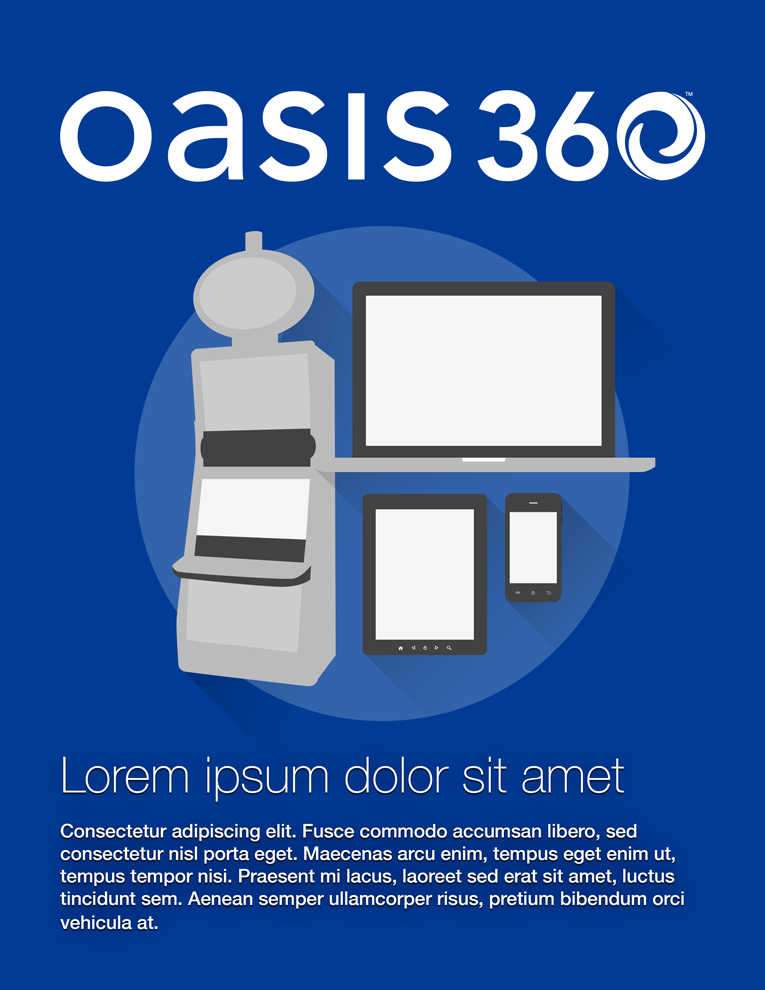 oasis 360™
Lorem ipsum dolor sit amet
Consectetur adipiscing elit. Fusce commodo accumsan libero, sed
consectetur nisl porta eget. Maecenas arcu enim, tempus eget enim ut,
tempus tempor nisi. Praesent mi lacus, laoreet sed erat sit amet, luctus
tincidunt sem. Aenean semper ullamcorper risus, pretium bibendum orci
vehicula at.